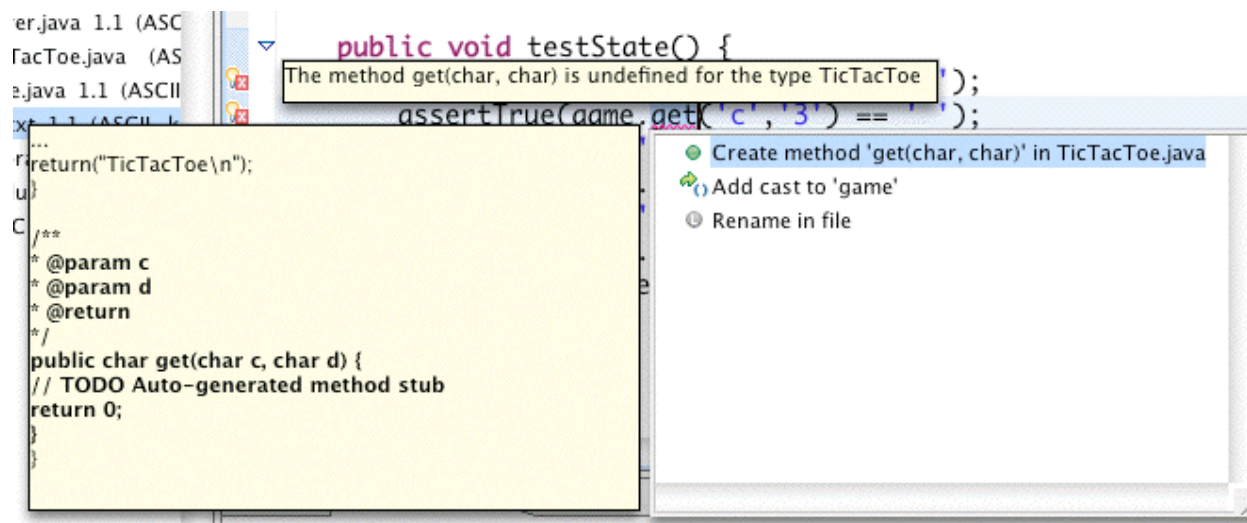 er.java 1.1 (ASC
TacToe.java (AS
e.java 1.1 (ASCII
public void testState() {
The method get(char, char) is undefined for the type TicTacToe
');
assertTrue(game.get('c','3') == ' ');
...
return("TicTacToe\n");
}
/**
* @param c
* @param d
* @return
*/
public char get(char c, char d) {
// TODO Auto-generated method stub
return 0;
}
}
Create method 'get(char, char)' in TicTacToe.java
Add cast to 'game'
Rename in file